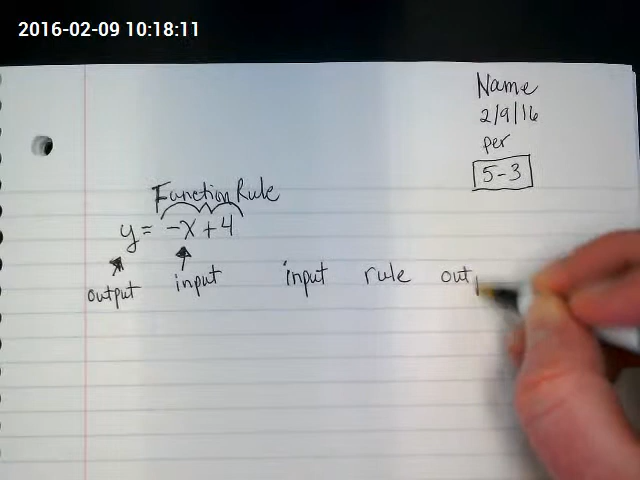 2016-02-09 10:18:11
Name
2/9/16
per
5-3
Function Rule
y = -x + 4
output input input rule outp